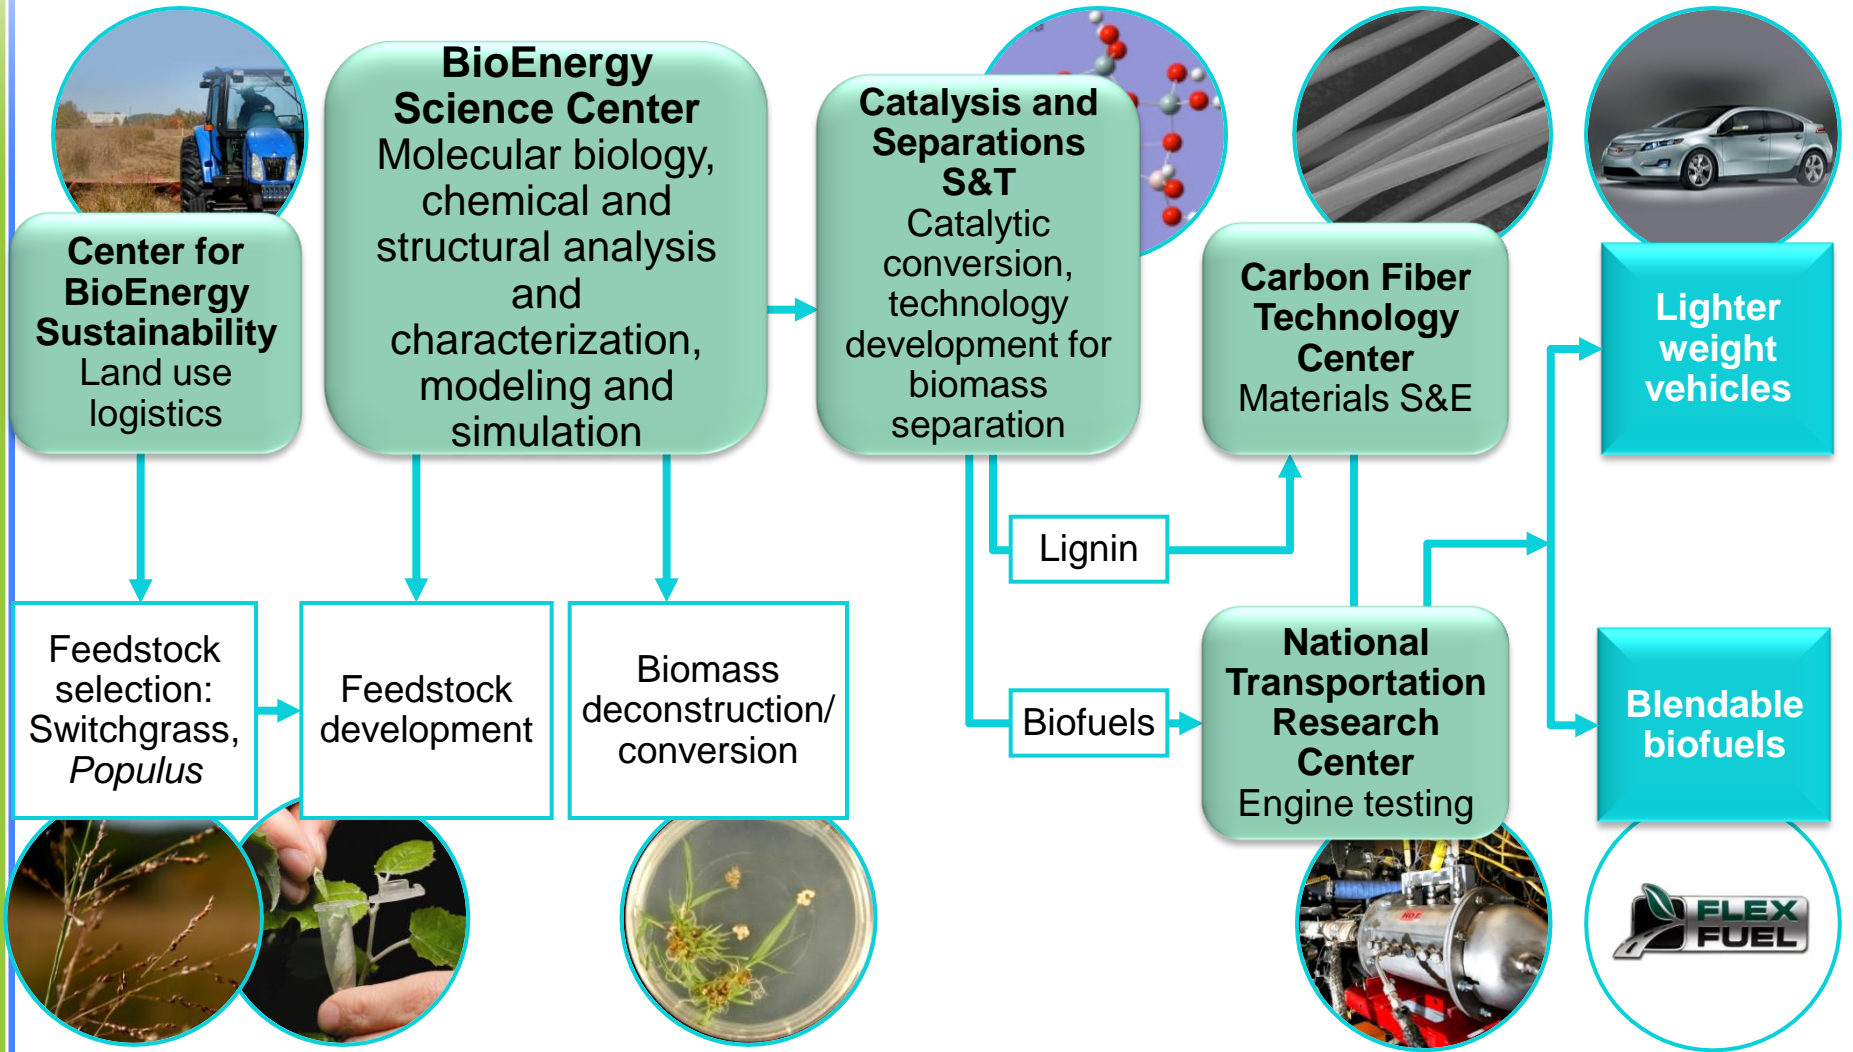 Center for
BioEnergy
Sustainability
Land use
logistics
BioEnergy
Science Center
Molecular biology,
chemical and
structural analysis
and
characterization,
modeling and
simulation
Catalysis and
Separations
S&T
Catalytic
conversion,
technology
development for
biomass
separation
Carbon Fiber
Technology
Center
Materials S&E
Lighter
weight
vehicles
Lignin
Feedstock
selection:
Switchgrass,
Populus
Feedstock
development
Biomass
deconstruction/
conversion
Biofuels
National
Transportation
Research
Center
Engine testing
Blendable
biofuels
FLEX
FUEL